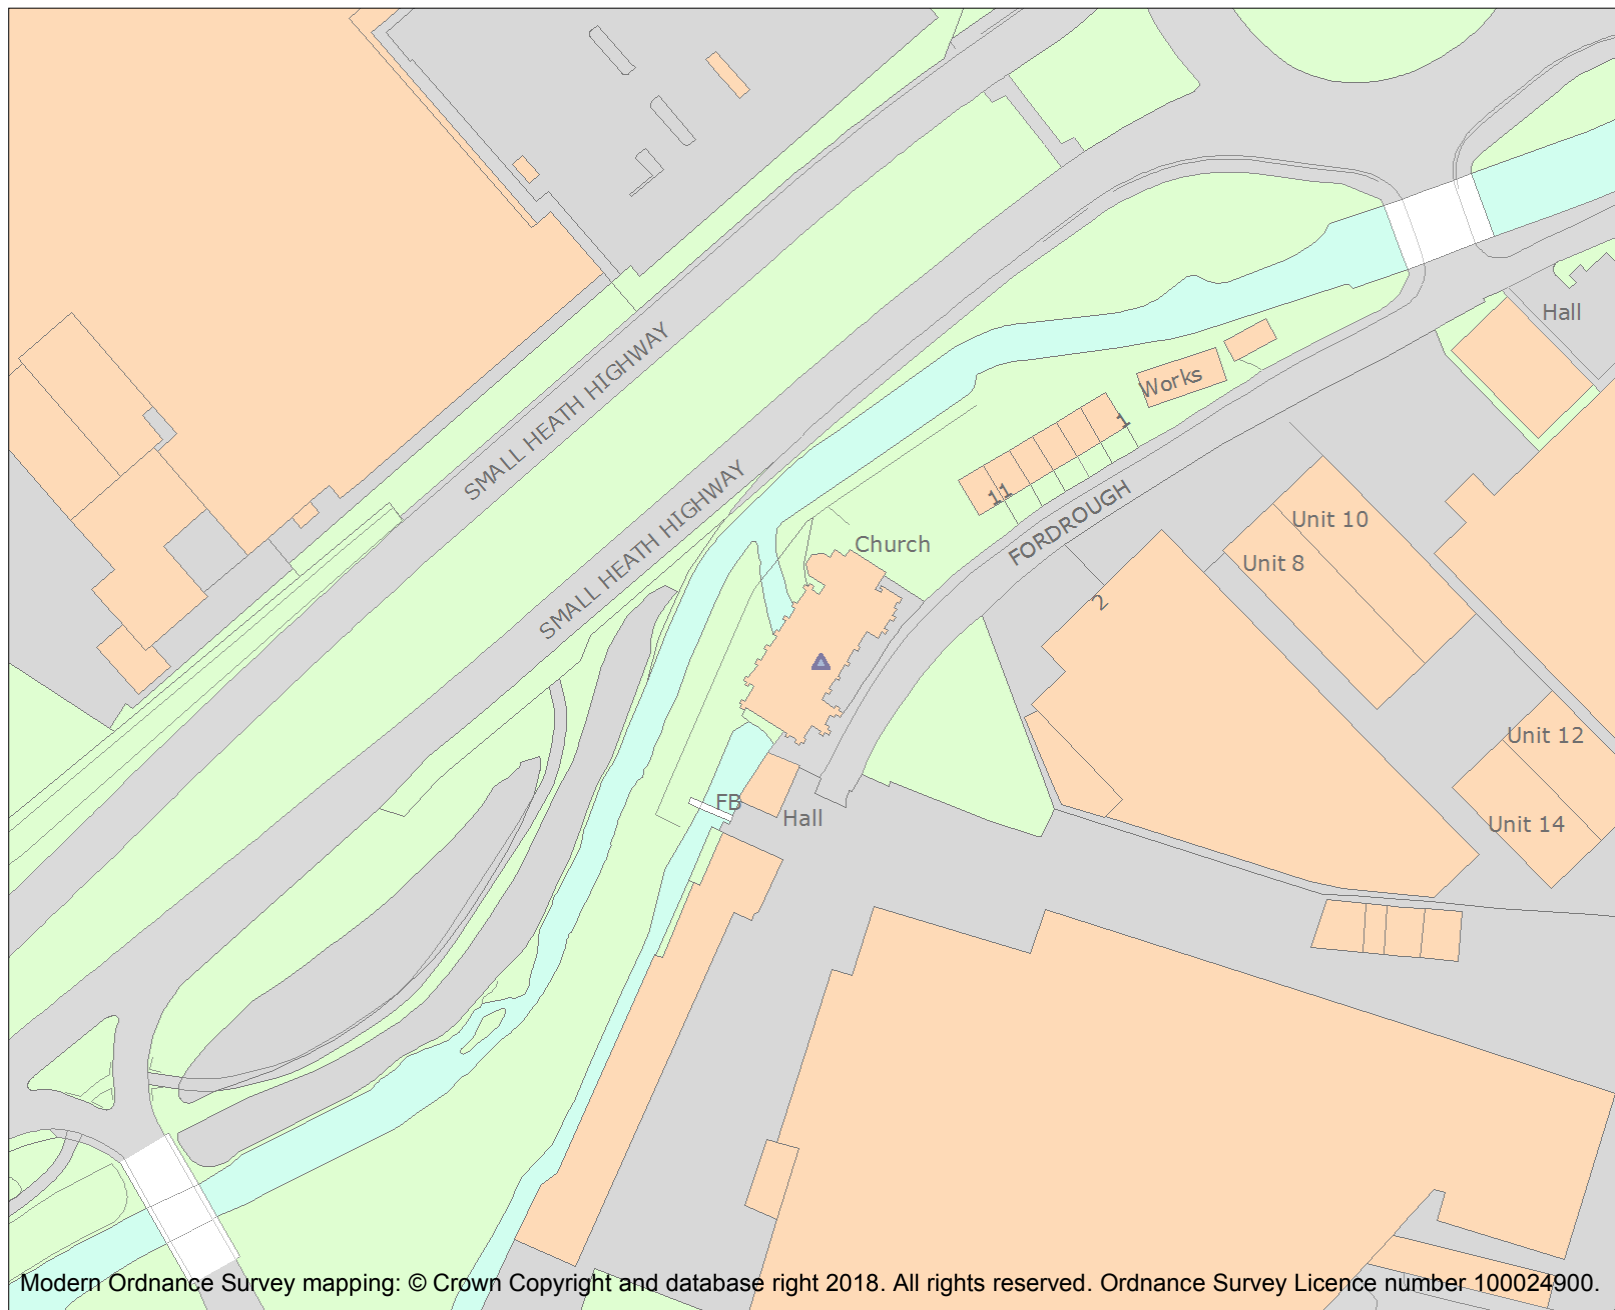 Hall
SMALL HEATH HIGHWAY
Works
1
SMALL HEATH HIGHWAY
11
FORDROUGH
Unit 10
Church
Unit 8
2
Unit 12
FB
Hall
Unit 14
Modern Ordnance Survey mapping: © Crown Copyright and database right 2018. All rights reserved. Ordnance Survey Licence number 100024900.